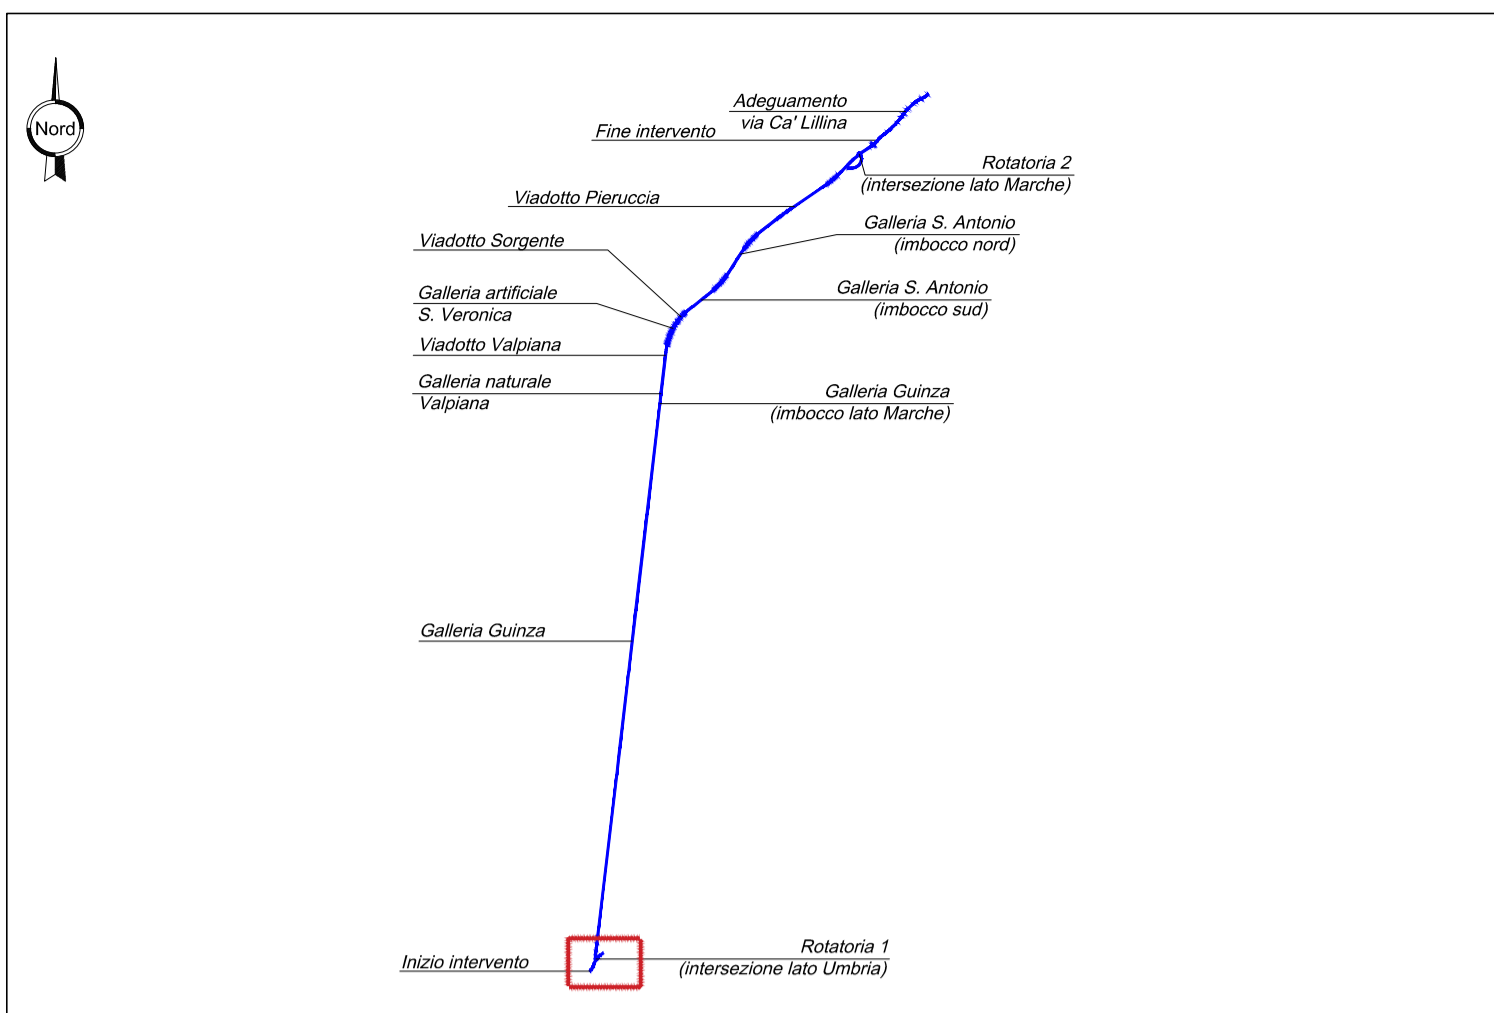 Nord
Adeguamento
via Ca' Lillina
Fine intervento
Rotatoria 2
(intersezione lato Marche)
Viadotto Pieruccia
Galleria S. Antonio
(imbocco nord)
Viadotto Sorgente
Galleria S. Antonio
(imbocco sud)
Galleria artificiale
S. Veronica
Viadotto Valpiana
Galleria naturale
Valpiana
Galleria Guinza
(imbocco lato Marche)
Galleria Guinza
Rotatoria 1
(intersezione lato Umbria)
Inizio intervento